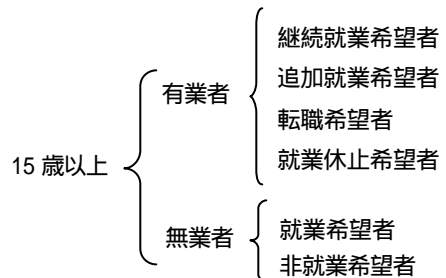 継続就業希望者
追加就業希望者
有業者
転職希望者
就業休止希望者
15 歳以上
無業者
就業希望者
非就業希望者